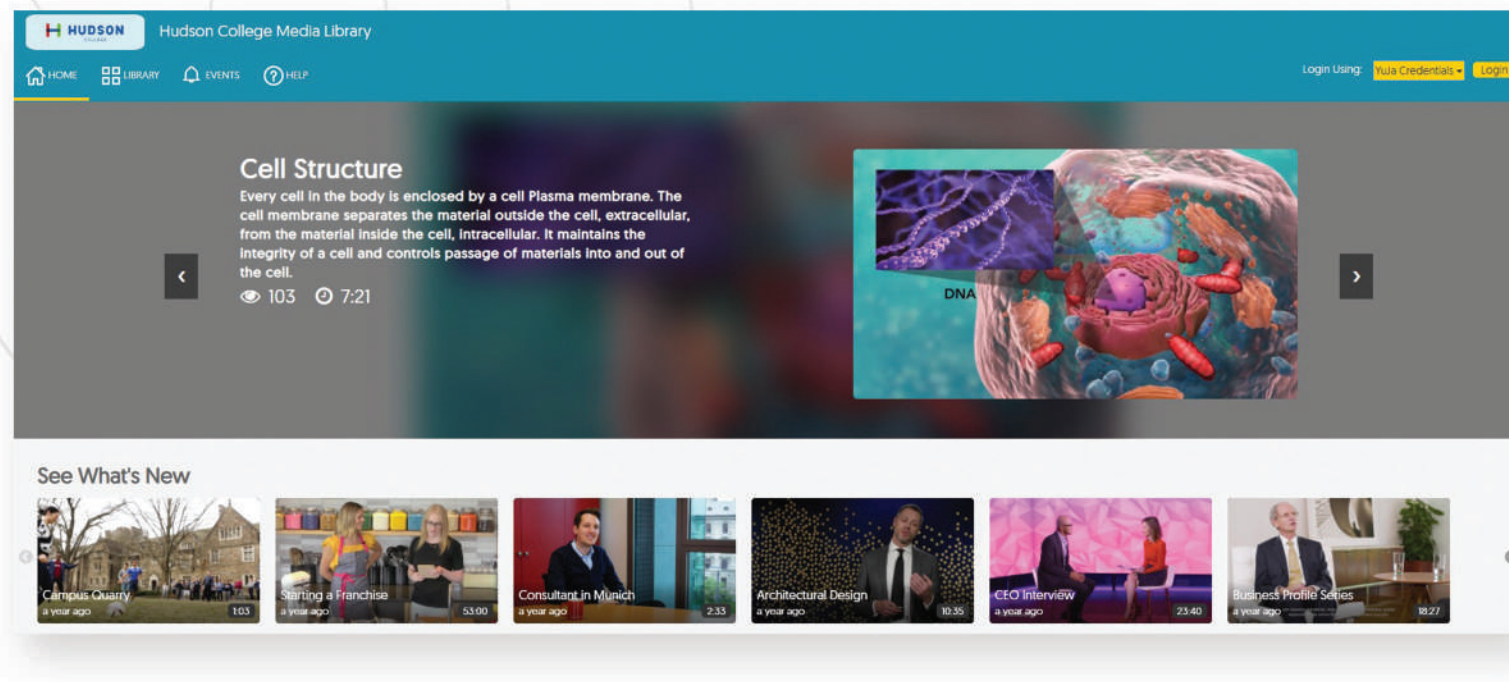 HUDSON
COLLEGE
Hudson College Media Library
HOME
LIBRARY
EVENTS
HELP
Login Using:
YuJa Credentials
Login
Cell Structure
Every cell in the body is enclosed by a cell Plasma membrane. The
cell membrane separates the material outside the cell, extracellular,
from the material inside the cell, intracellular. It maintains the
integrity of a cell and controls passage of materials into and out of
the cell.
103 7:21
DNA
See What's New
Campus Quarry
a year ago 1:03
Starting a Franchise
a year ago 53:00
Consultant in Munich
a year ago 2:33
Architectural Design
a year ago 10:35
CEO Interview
a year ago 23:40
Business Profile Series
a year ago 18:27